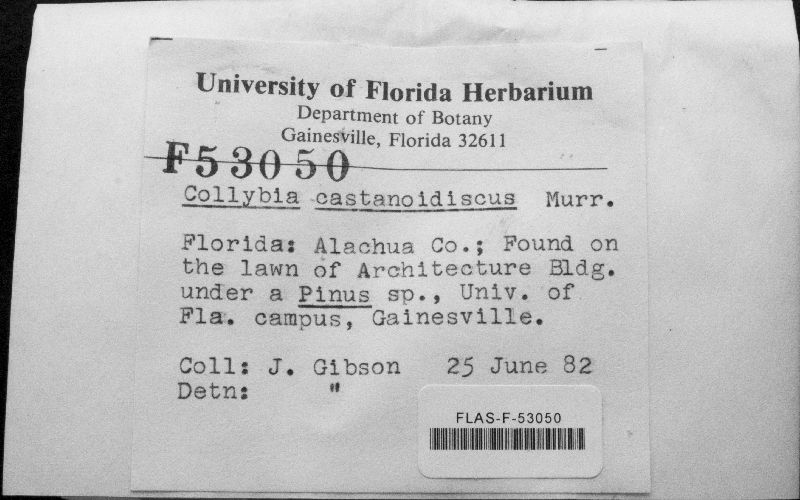 University of Florida Herbarium
Department of Botany
Gainesville, Florida 32611
F53050
Collybia castanoidiscus Murr.
Florida: Alachua Co.; Found on
the lawn of Architecture Bldg.
under a Pinus sp., Univ. of
Fla. campus, Gainesville.
Coll: J. Gibson 25 June 82
Detn: "
FLAS-F-53050